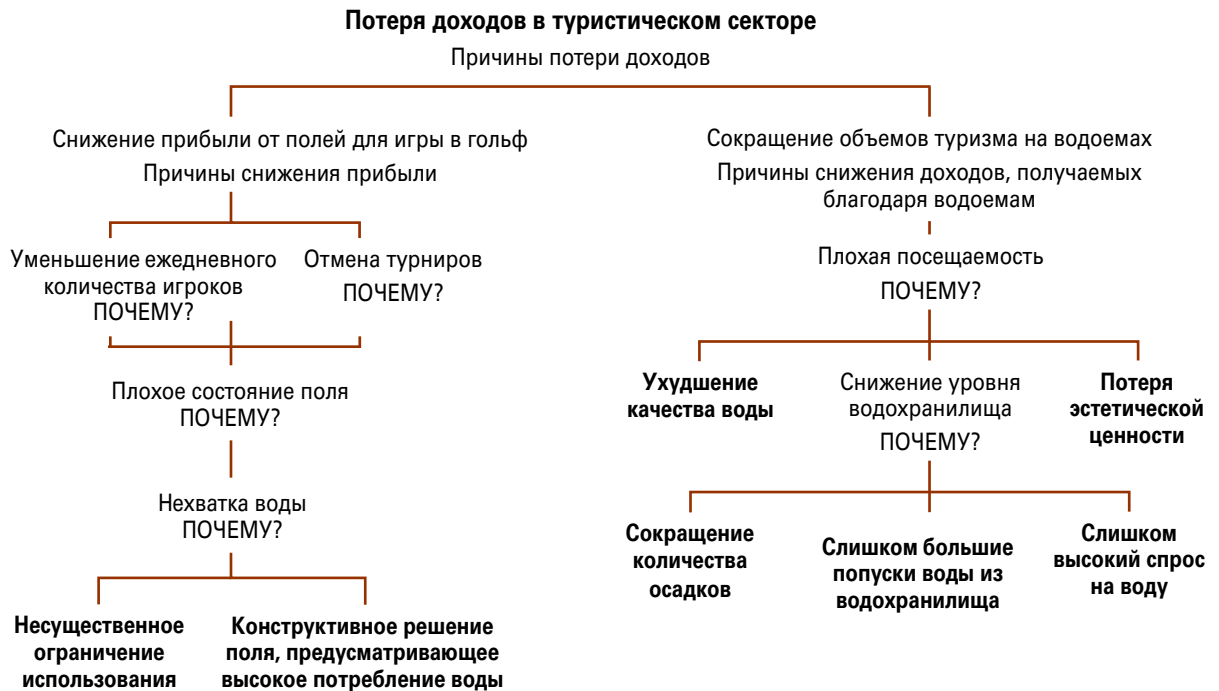 Потеря доходов в туристическом секторе
Причины потери доходов
Снижение прибыли от полей для игры в гольф
Причины снижения прибыли
Уменьшение ежедневного
количества игроков
ПОЧЕМУ?
Отмена турниров
ПОЧЕМУ?
Плохое состояние поля
ПОЧЕМУ?
Нехватка воды
ПОЧЕМУ?
Несущественное
ограничение
использования
Конструктивное решение
поля, предусматривающее
высокое потребление воды
Сокращение объемов туризма на водоемах
Причины снижения доходов, получаемых
благодаря водоемам
Плохая посещаемость
ПОЧЕМУ?
Ухудшение
качества воды
Снижение уровня
водохранилища
ПОЧЕМУ?
Потеря
эстетической
ценности
Сокращение
количества
осадков
Слишком большие
попуски воды из
водохранилища
Слишком
высокий спрос
на воду